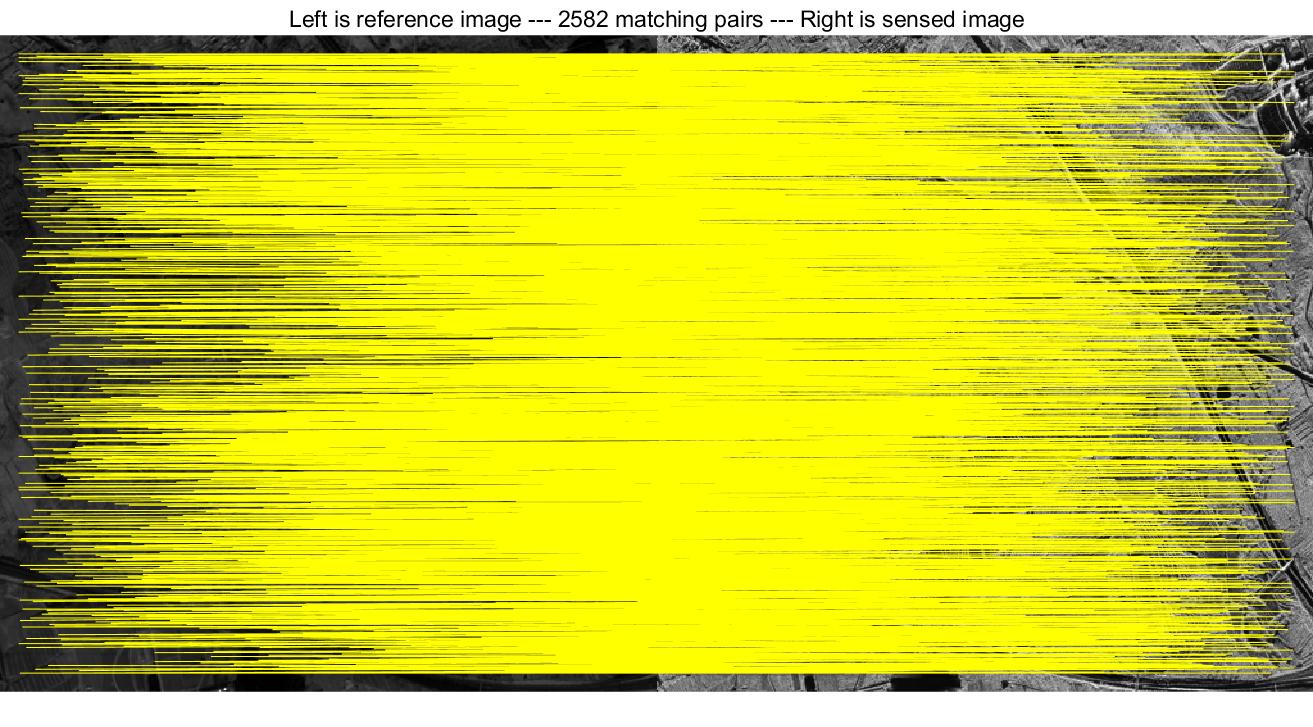 Left is reference image --- 2582 matching pairs --- Right is sensed image